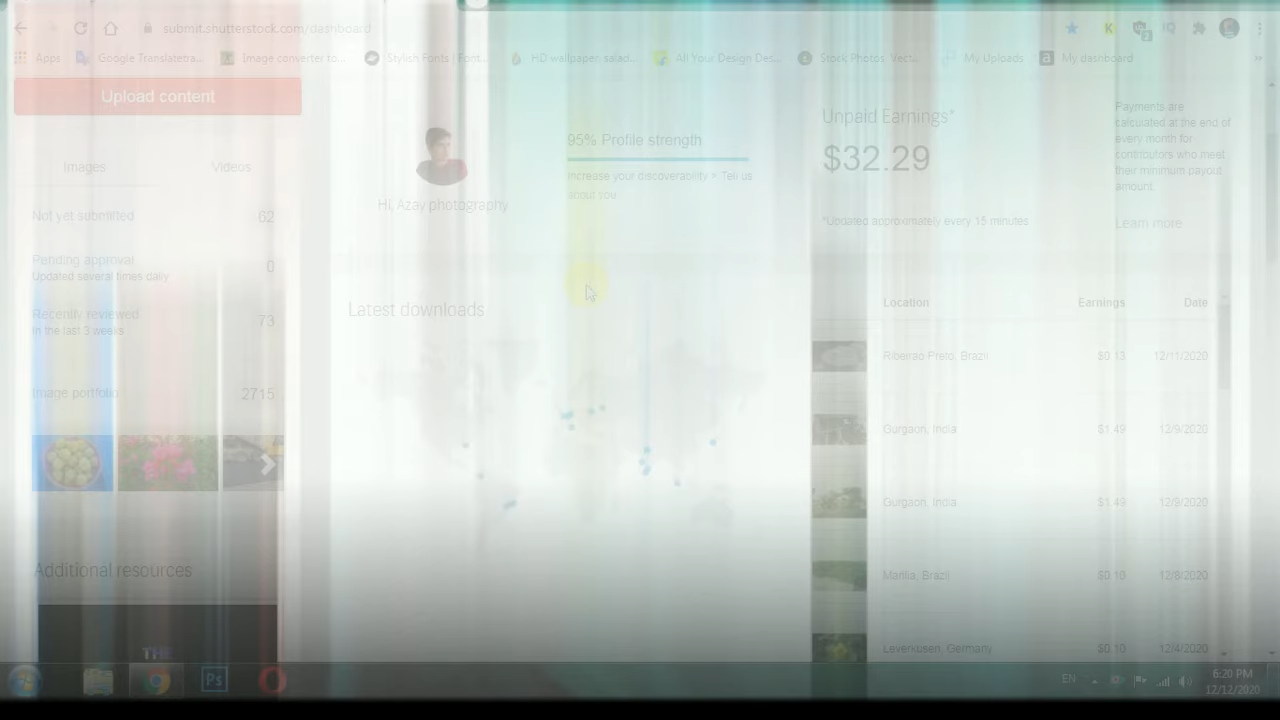 submit.shutterstock.com/dashboard
Apps Google Translatetra... Image converter to... Stylish Fonts | Font... HD wallpaper salad... All Your Design Des... Stock Photos, Vect... My Uploads My dashboard »
Upload content
Images Videos
Not yet submitted 62
Pending approval 0
Updated several times daily
Recently reviewed 73
In the last 3 weeks
Image portfolio 2715
Additional resources
THE
Hi, Azay photography
95% Profile strength
Increase your discoverability > Tell us
about you
Latest downloads
Unpaid Earnings*
$32.29
*Updated approximately every 15 minutes
Payments are
calculated at the end of
every month for
contributors who meet
their minimum payout
amount.
Learn more
Location Earnings Date
Ribeirao Preto, Brazil $0.13 12/11/2020
Gurgaon, India $1.49 12/9/2020
Gurgaon, India $1.49 12/9/2020
Marilia, Brazil $0.10 12/8/2020
Leverkusen, Germany $0.10 12/4/2020
Ps
EN
6:20 PM
12/12/2020